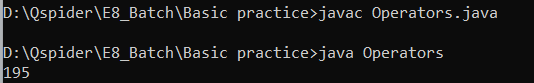 D:\Qspider\E8_Batch\Basic practice>javac Operators.java
D:\Qspider\E8_Batch\Basic practice>java Operators
195